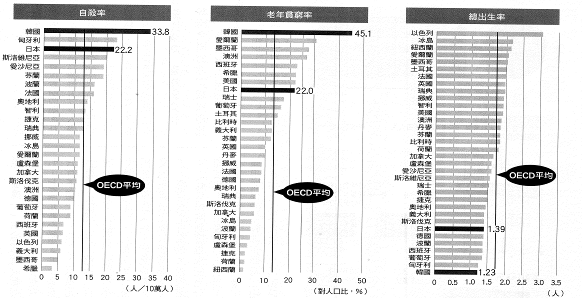 自殺率
韓國 33.8
匈牙利
日本 22.2
斯洛維尼亞
愛沙尼亞
芬蘭
波蘭
法國
奧地利
智利
捷克
瑞典
挪威
冰島
愛爾蘭
盧森堡
加拿大
斯洛伐克
澳洲
德國
葡萄牙
荷蘭
西班牙
英國
以色列
義大利
墨西哥
希臘
OECD平均
0 5 10 15 20 25 30 35 40
(人/10萬人)
老年貧窮率
韓國 45.1
愛爾蘭
墨西哥
澳洲
西班牙
希臘
美國
日本 22.0
瑞士
葡萄牙
土耳其
比利時
義大利
芬蘭
英國
丹麥
挪威
法國
德國
奧地利
瑞典
斯洛伐克
加拿大
冰島
波蘭
匈牙利
盧森堡
捷克
荷蘭
紐西蘭
OECD平均
0 10 20 30 40 50
(對人口比,%)
總出生率
以色列
冰島
紐西蘭
愛爾蘭
墨西哥
土耳其
法國
英國
瑞典
挪威
智利
美國
澳洲
丹麥
芬蘭
比利時
荷蘭
加拿大
盧森堡
愛沙尼亞
斯洛維尼亞
瑞士
希臘
捷克
奧地利
義大利
斯洛伐克
日本 1.39
德國
波蘭
西班牙
葡萄牙
匈牙利
韓國 1.23
OECD平均
(人)